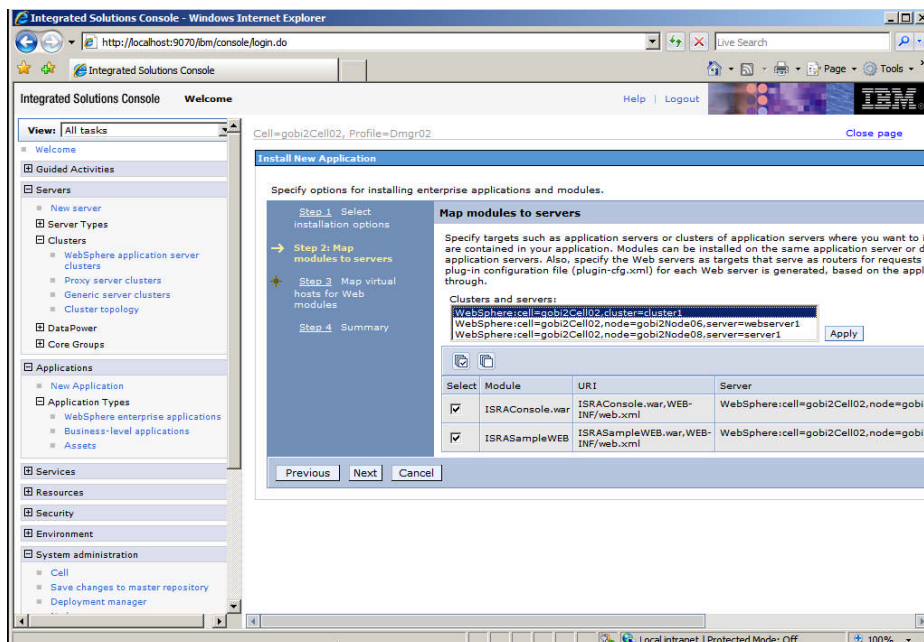 Integrated Solutions Console - Windows Internet Explorer
http://localhost:9070/ibm/console/login.do
Live Search
Integrated Solutions Console
Page
Tools
Integrated Solutions Console Welcome
Help | Logout
IBM.
View: All tasks
Welcome
Guided Activities
Servers
New server
Server Types
Clusters
WebSphere application server
clusters
Proxy server clusters
Generic server clusters
Cluster topology
DataPower
Core Groups
Applications
New Application
Application Types
WebSphere enterprise applications
Business-level applications
Assets
Services
Resources
Security
Environment
System administration
Cell
Save changes to master repository
Deployment manager
Cell=gobi2Cell02, Profile=Dmgr02
Close page
Install New Application
Specify options for installing enterprise applications and modules.
Step 1 Select
installation options
Step 2: Map
modules to servers
Step 3 Map virtual
hosts for Web
modules
Step 4 Summary
Map modules to servers
Specify targets such as application servers or clusters of application servers where you want to
are contained in your application. Modules can be installed on the same application server or d
application servers. Also, specify the Web servers as targets that serve as routers for requests
plug-in configuration file (plugin-cfg.xml) for each Web server is generated, based on the appl
through.
Clusters and servers:
WebSphere:cell=gobi2Cell02,cluster=cluster1
WebSphere:cell=gobi2Cell02,node=gobi2Node06,server=webserver1
WebSphere:cell=gobi2Cell02,node=gobi2Node08,server=server1
Apply
Select Module URI Server
ISRAConsole.war ISRAConsole.war,WEB- WebSphere:cell=gobi2Cell02,node=gobi
INF/web.xml
ISRASampleWEB ISRASampleWEB.war,WEB- WebSphere:cell=gobi2Cell02,node=gobi
INF/web.xml
Previous Next Cancel
Local intranet | Protected Mode: Off
100%